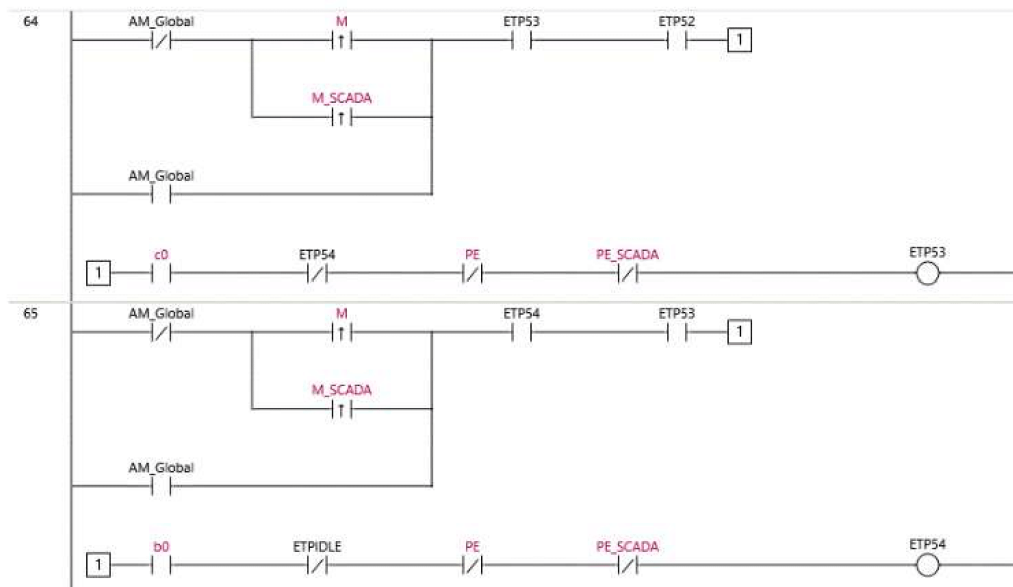 64 AM_Global M ETP53 ETP52
1
M_SCADA
AM_Global
1 c0 ETP54 PE PE_SCADA ETP53
65 AM_Global M ETP54 ETP53
1
M_SCADA
AM_Global
1 b0 ETPIDLE PE PE_SCADA ETP54